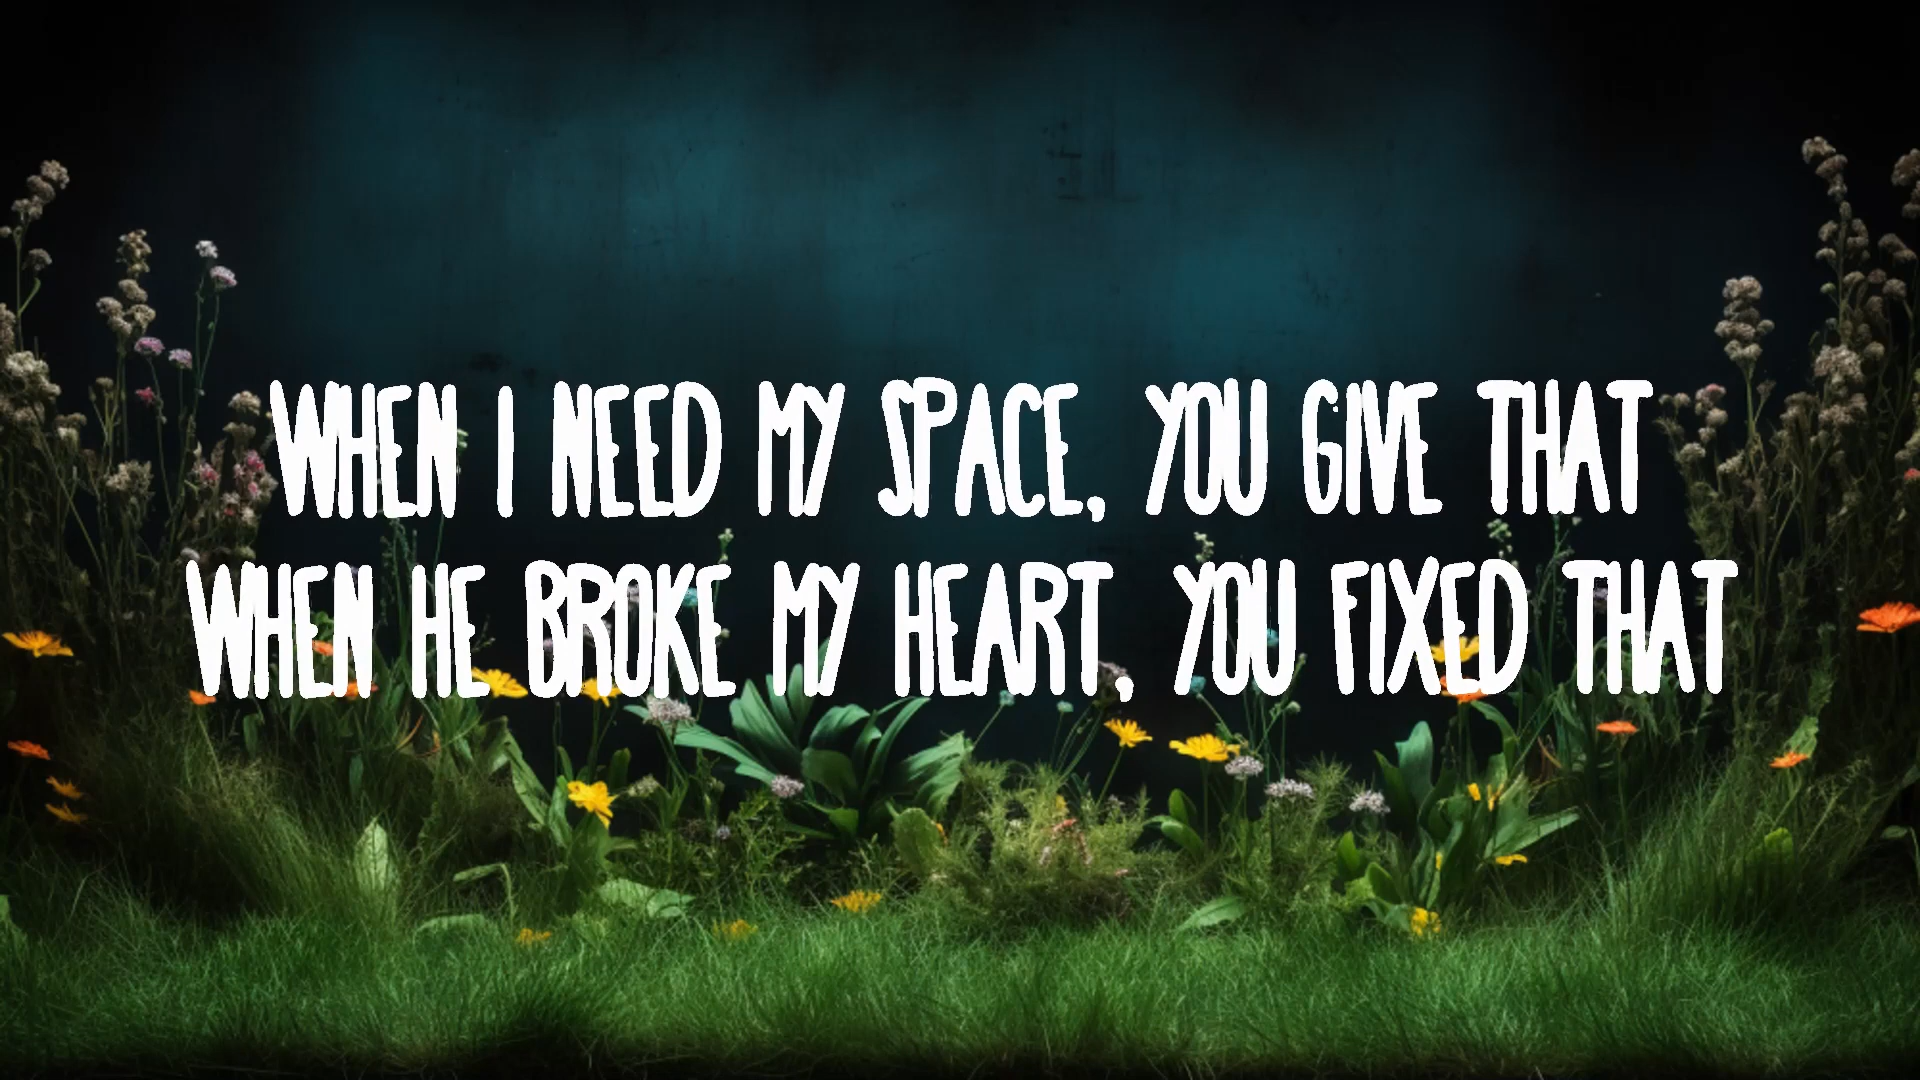 WHEN I NEED MY SPACE, YOU GIVE THAT
WHEN HE BROKE MY HEART, YOU FIXED THAT